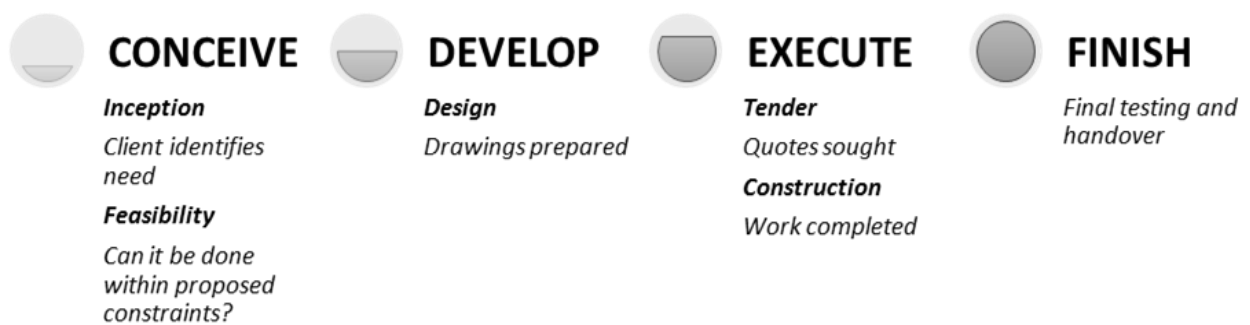 CONCEIVE
Inception
Client identifies
need
Feasibility
Can it be done
within proposed
constraints?
DEVELOP
Design
Drawings prepared
EXECUTE
Tender
Quotes sought
Construction
Work completed
FINISH
Final testing and
handover